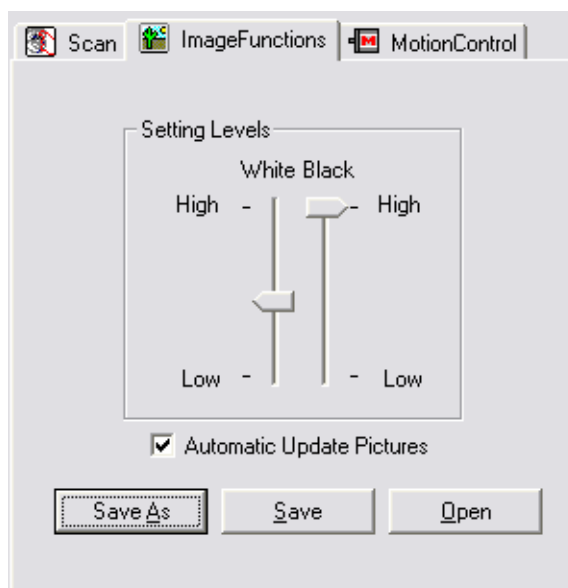 Scan ImageFunctions M MotionControl
Setting Levels
White Black
High - - High
Low - - Low
Automatic Update Pictures
Save As Save Open